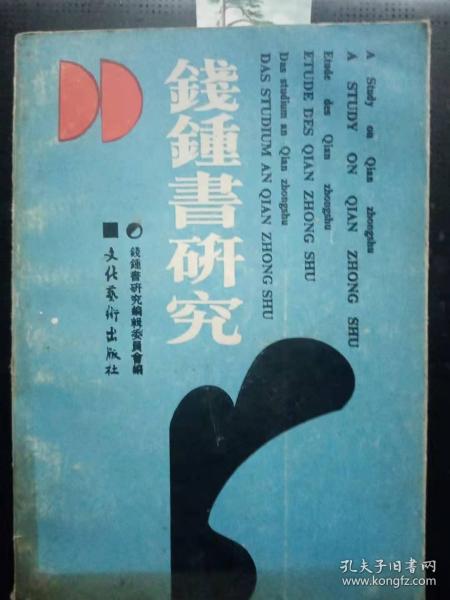 A Study on Qian zhongshu
A STUDY ON QIAN ZHONG SHU
Etude des Qian zhongshu
ETUDE DES QIAN ZHONG SHU
Das studium an Qian zhongshu
DAS STUDIUM AN QIAN ZHONG SHU
錢鍾書研究
錢鍾書研究編輯委員會編
文化藝術出版社
孔夫子旧书网
www.kongfz.com